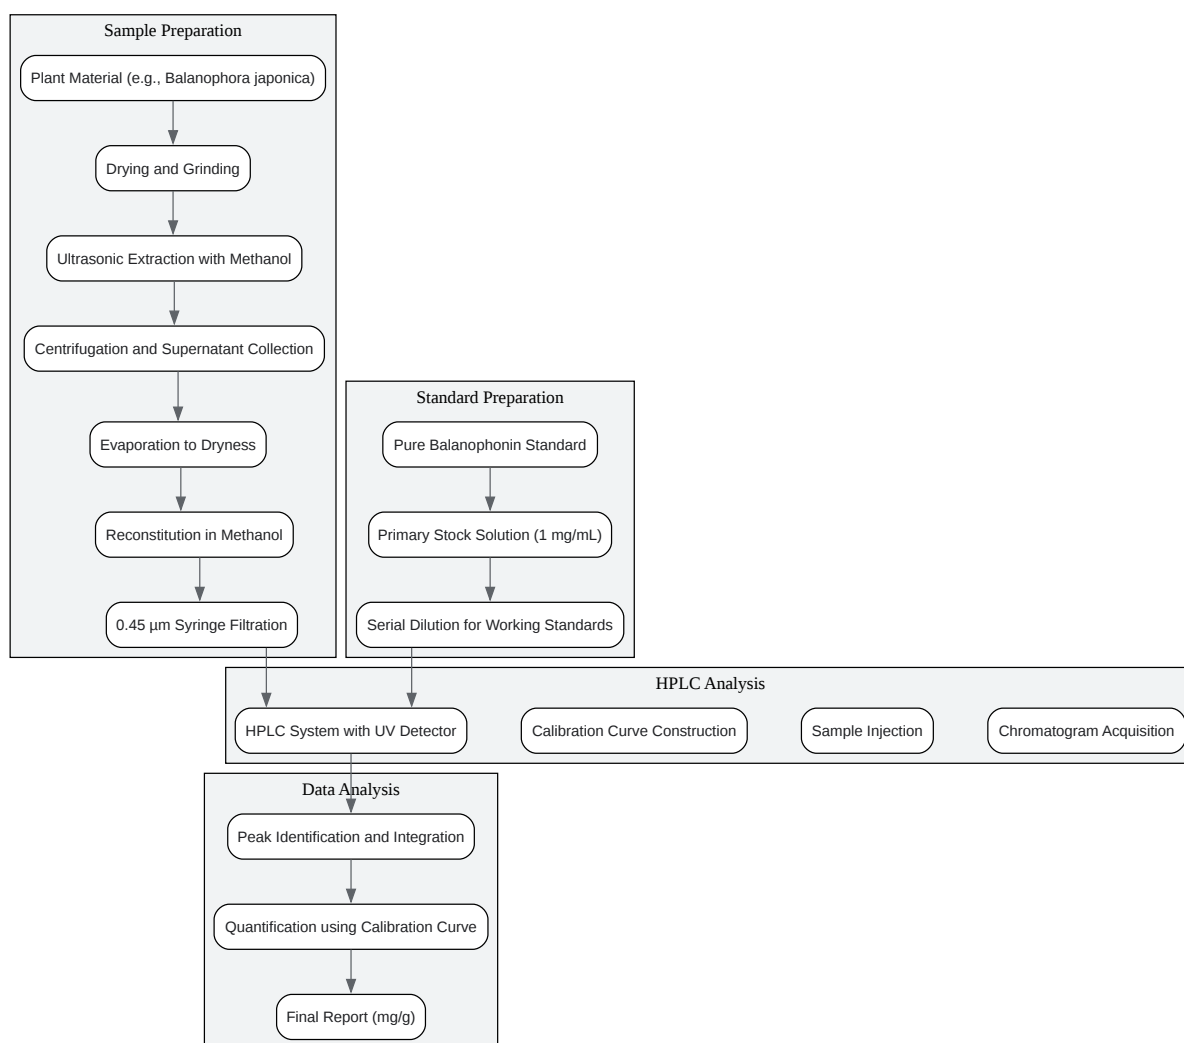 Sample Preparation
Plant Material (e.g., Balanophora japonica)
Drying and Grinding
Ultrasonic Extraction with Methanol
Centrifugation and Supernatant Collection
Evaporation to Dryness
Reconstitution in Methanol
0.45 µm Syringe Filtration
Standard Preparation
Pure Balanophonin Standard
Primary Stock Solution (1 mg/mL)
Serial Dilution for Working Standards
HPLC Analysis
HPLC System with UV Detector
Calibration Curve Construction
Sample Injection
Chromatogram Acquisition
Data Analysis
Peak Identification and Integration
Quantification using Calibration Curve
Final Report (mg/g)